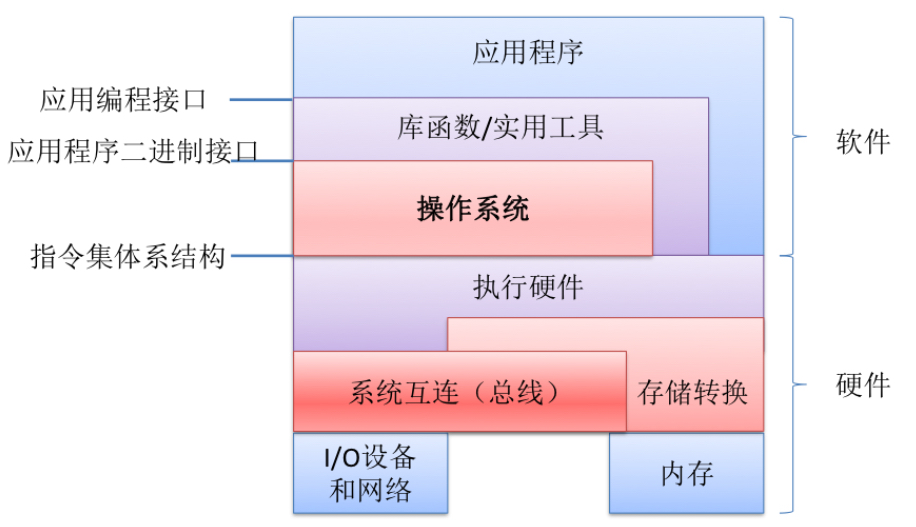 应用程序
应用编程接口
库函数/实用工具
应用程序二进制接口
软件
操作系统
指令集体系结构
执行硬件
系统互连（总线）
存储转换
硬件
I/O设备
和网络
内存